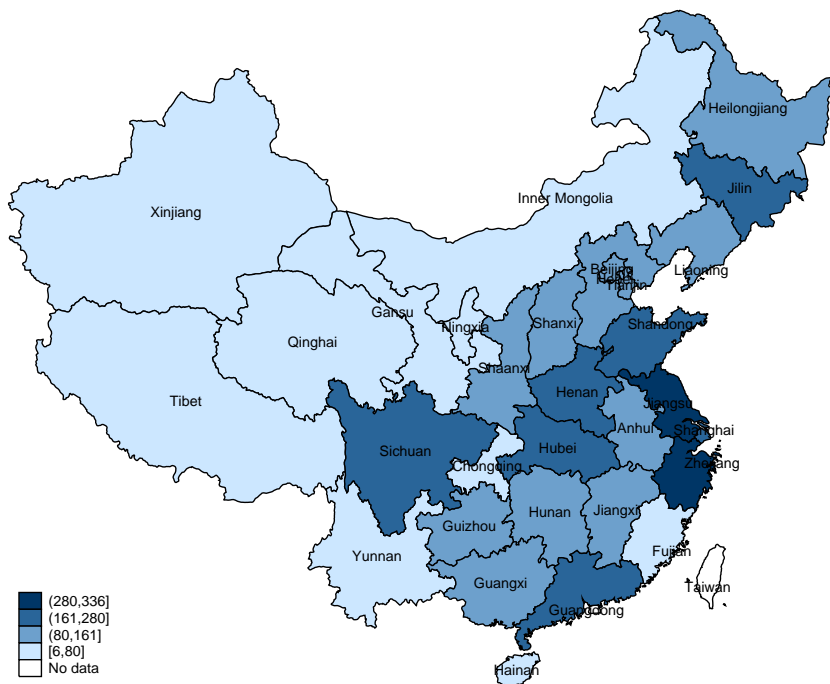 Heilongjiang
Jilin
Inner Mongolia
Xinjiang
Liaoning
Beijing
Hebei
Tianjin
Gansu
Ningxia
Shanxi
Shandong
Qinghai
Shaanxi
Henan
Tibet
Jiangsu
Anhui
Shanghai
Sichuan
Hubei
Chongqing
Zhejiang
Hunan
Jiangxi
Guizhou
Fujian
Yunnan
Guangxi
Taiwan
Guangdong
Hainan
(280,336]
(161,280]
(80,161]
[6,80]
No data